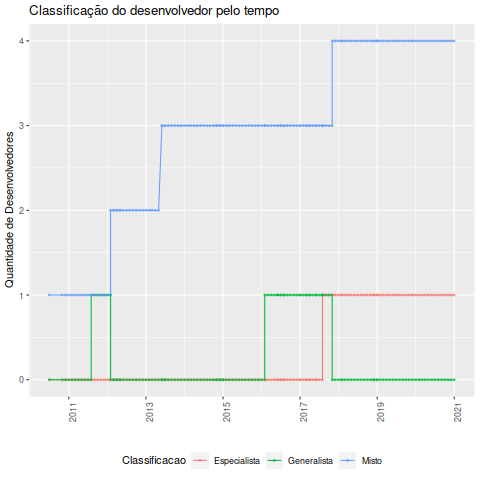 Classificação do desenvolvedor pelo tempo
Quantidade de Desenvolvedores
4
3
2
1
0
2011
2013
2015
2017
2019
2021
Classificacao
Especialista
Generalista
Misto